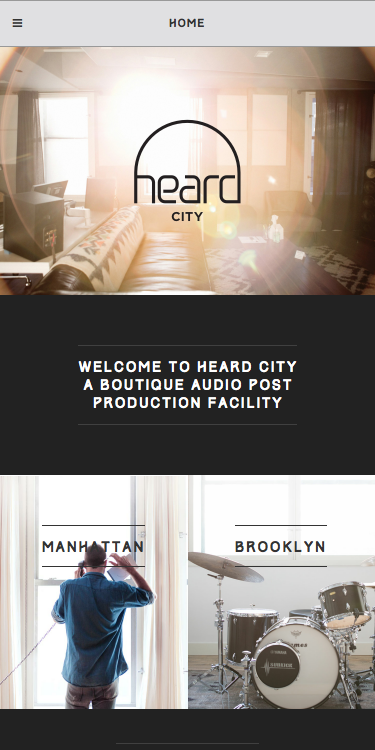 HOME
heard
CITY
WELCOME TO HEARD CITY
A BOUTIQUE AUDIO POST
PRODUCTION FACILITY
MANHATTAN
BROOKLYN